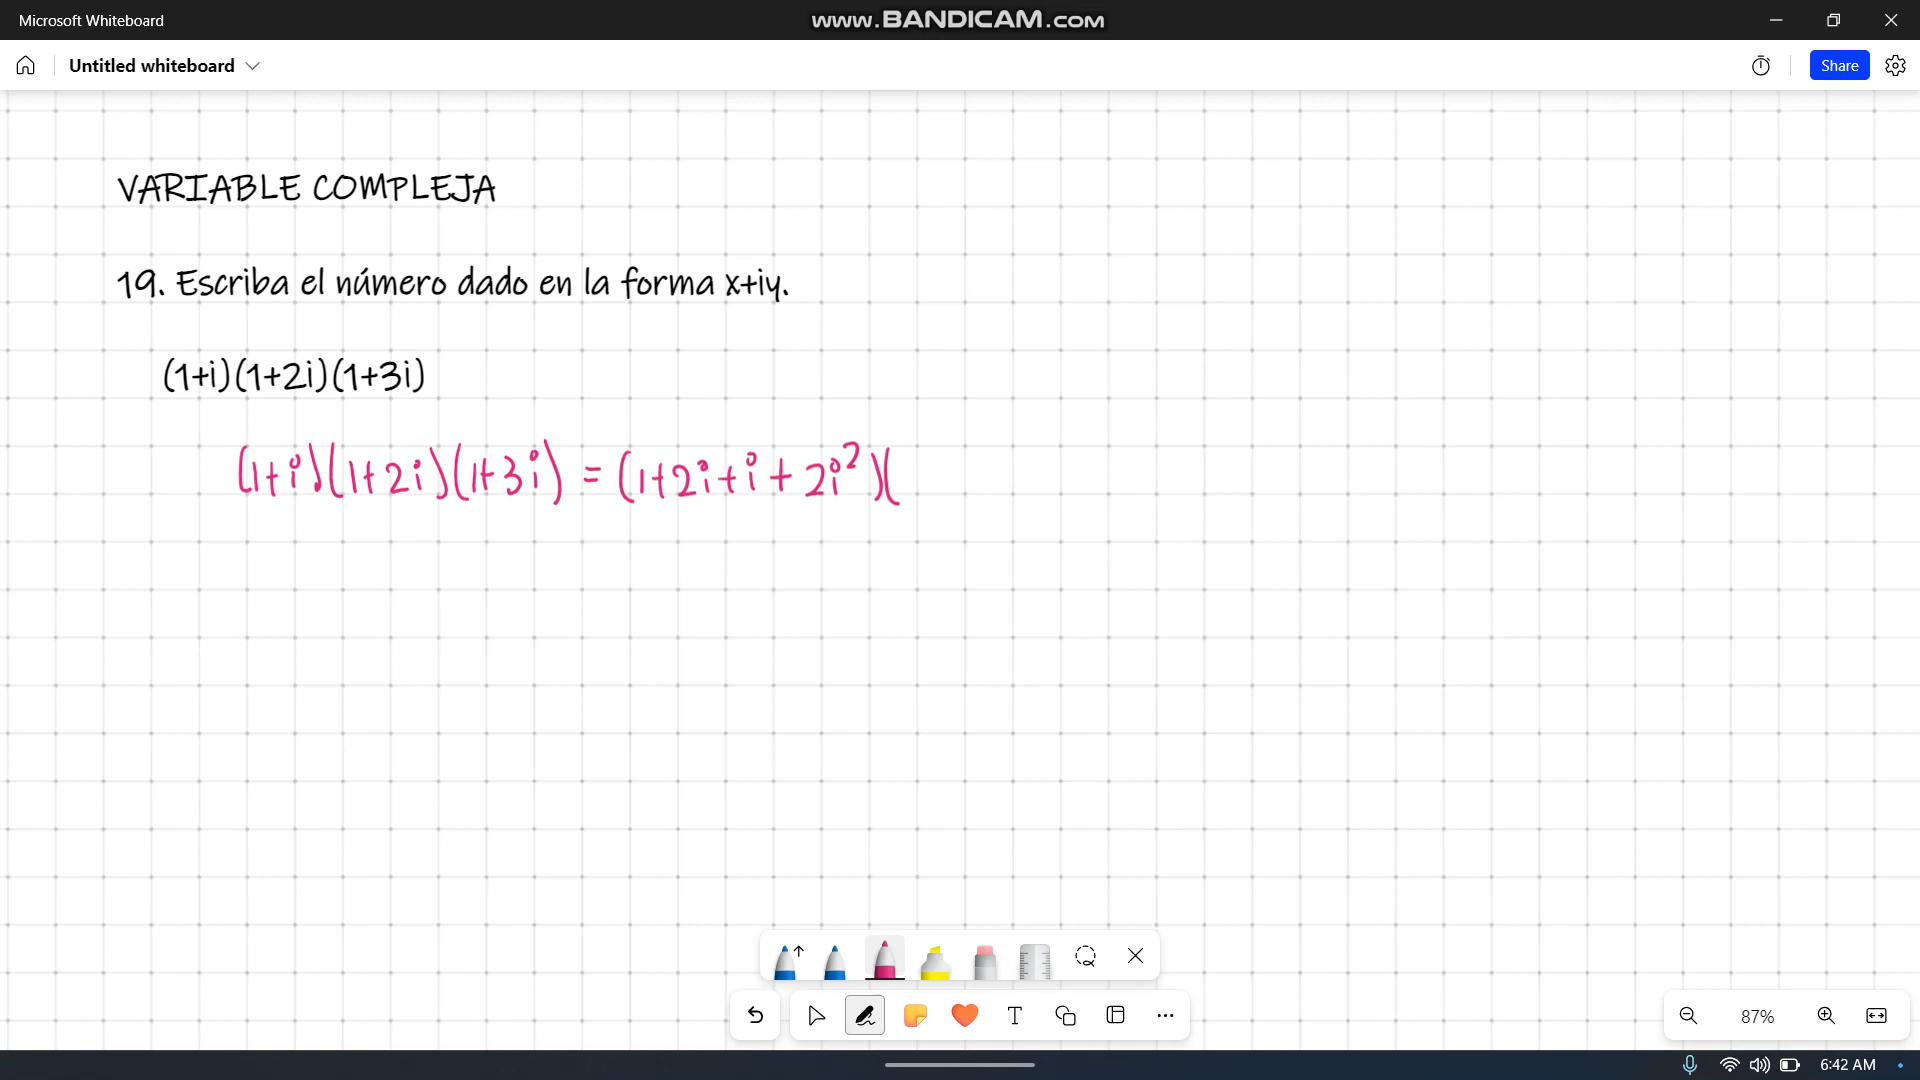 Microsoft Whiteboard
www.BANDICAM.COM
Untitled whiteboard
Share
VARIABLE COMPLEJA
19. Escriba el número dado en la forma x+iy.
(1+i)(1+2i)(1+3i)
(1+i)(1+2i)(1+3i) = (1+2i+i+2i²)(
T
87%
6:42 AM